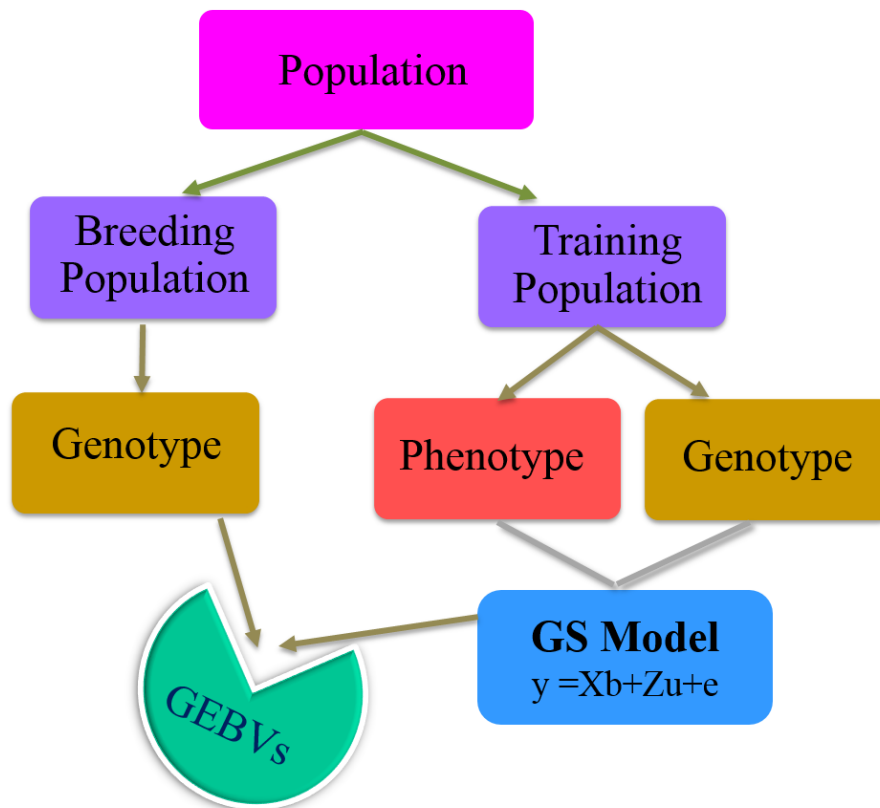 Population
Breeding
Population
Training
Population
Genotype
Phenotype
Genotype
GS Model
y =Xb+Zu+e
GEBVs